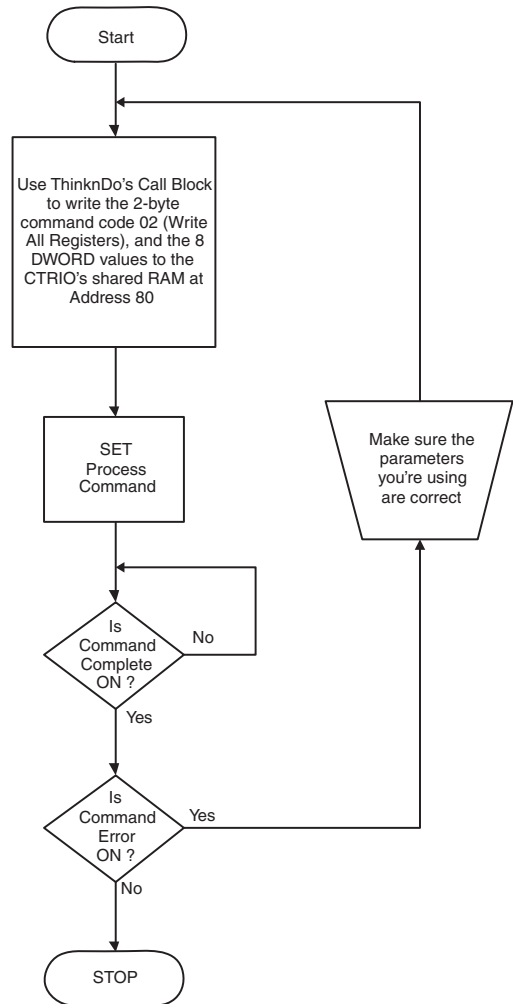 Start
Use ThinknDo's Call Block
to write the 2-byte
command code 02 (Write
All Registers), and the 8
DWORD values to the
CTRIO's shared RAM at
Address 80
SET
Process
Command
Is
Command
Complete
ON ?
No
Yes
Is
Command
Error
ON ?
Yes
No
STOP
Make sure the
parameters
you're using
are correct